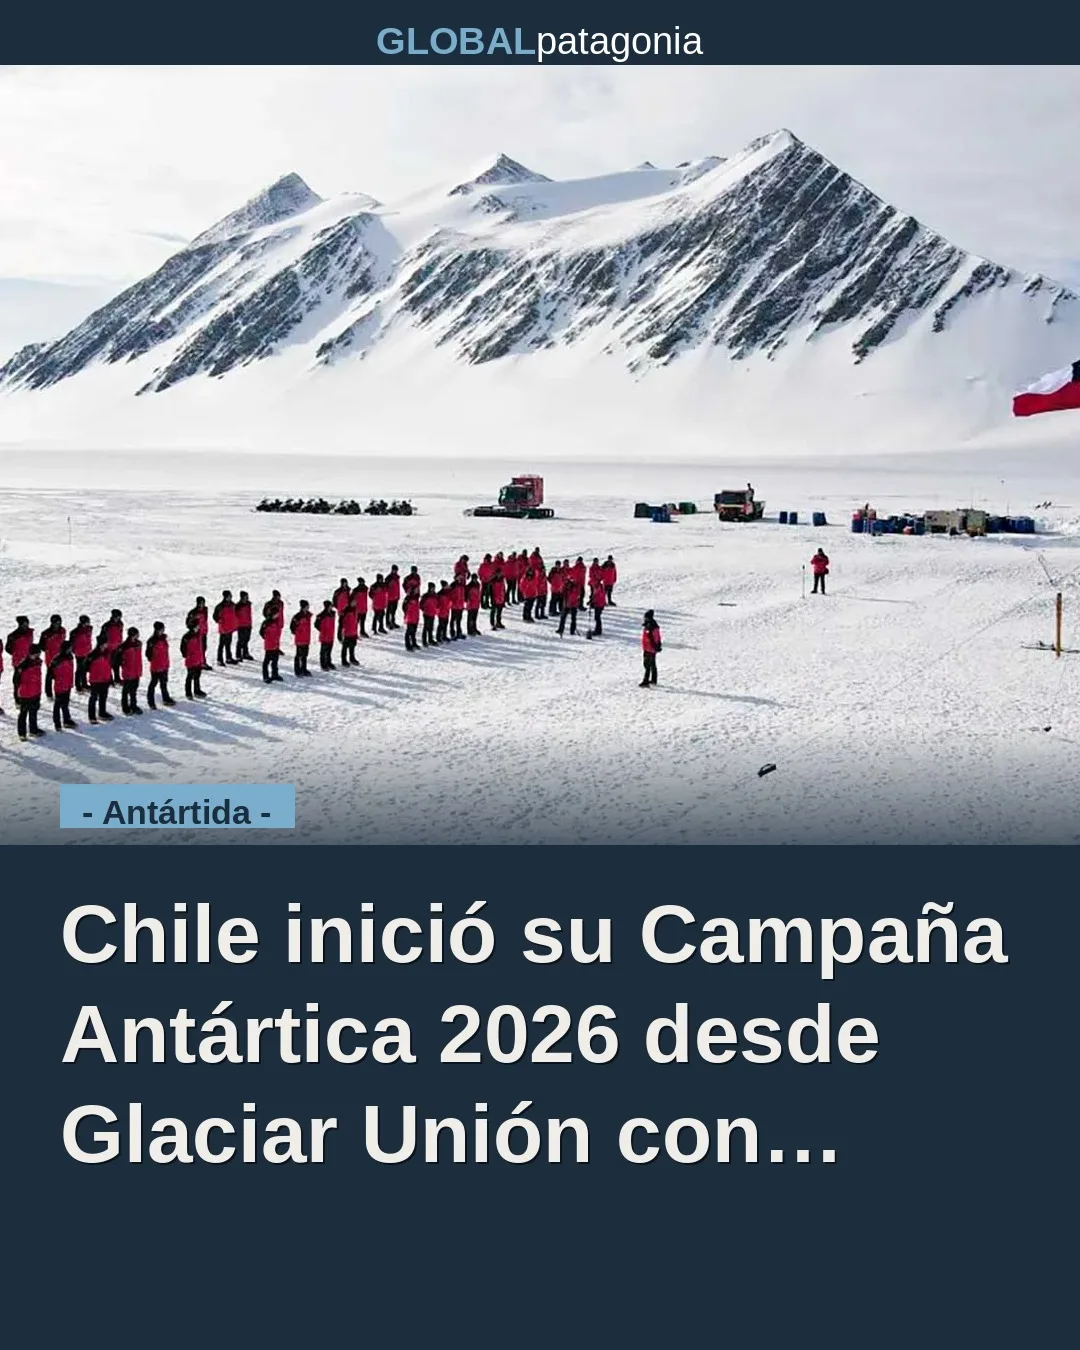 GLOBALpatagonia
- Antártida -
Chile inició su Campaña
Antártica 2026 desde
Glaciar Unión con...